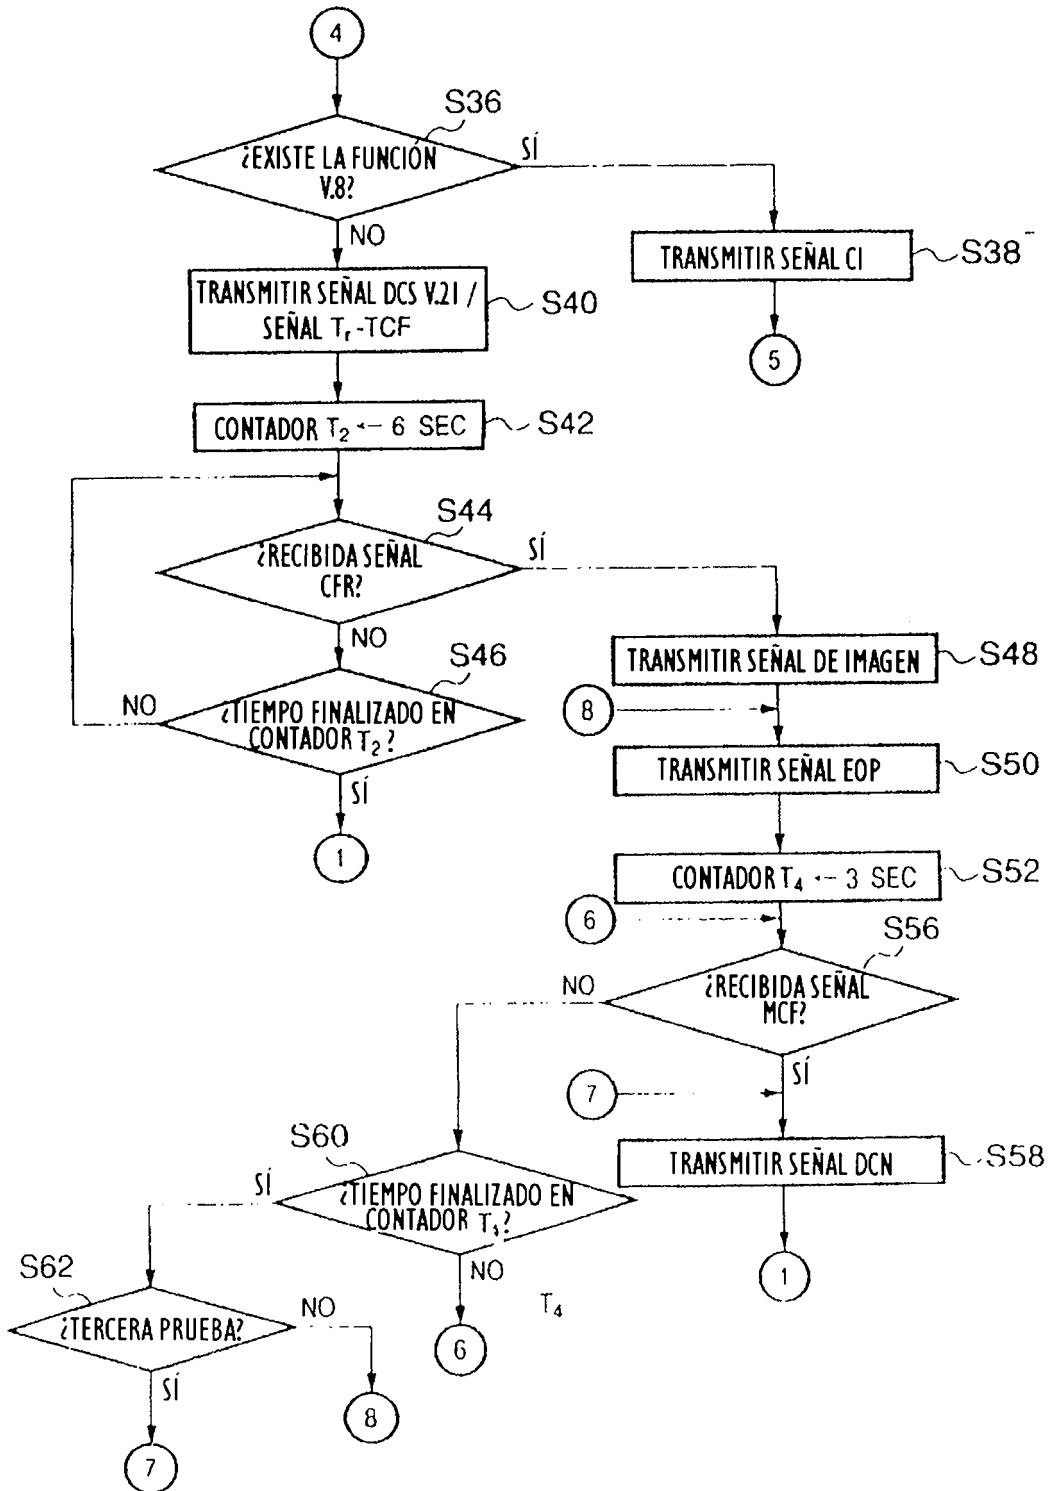 4
S36
¿EXISTE LA FUNCIÓN
V.8?
SÍ
NO
TRANSMITIR SEÑAL CI
S38
5
TRANSMITIR SEÑAL DCS V.21 /
SEÑAL Tr-TCF
S40
CONTADOR T2 ← 6 SEC
S42
S44
¿RECIBIDA SEÑAL
CFR?
SÍ
NO
S46
¿TIEMPO FINALIZADO EN
CONTADOR T2?
NO
SÍ
1
TRANSMITIR SEÑAL DE IMAGEN
S48
8
TRANSMITIR SEÑAL EOP
S50
CONTADOR T4 ← 3 SEC
S52
6
S56
¿RECIBIDA SEÑAL
MCF?
NO
SÍ
7
TRANSMITIR SEÑAL DCN
S58
1
S60
¿TIEMPO FINALIZADO EN
CONTADOR ?
SÍ
NO
T4
6
S62
¿TERCERA PRUEBA?
NO
SÍ
8
7